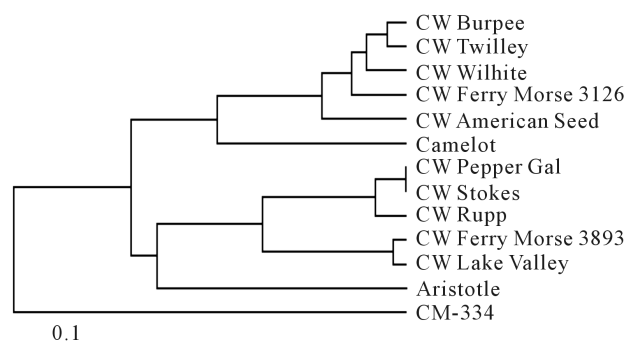 CW Burpee
CW Twilley
CW Wilhite
CW Ferry Morse 3126
CW American Seed
Camelot
CW Pepper Gal
CW Stokes
CW Rupp
CW Ferry Morse 3893
CW Lake Valley
Aristotle
CM-334
0.1